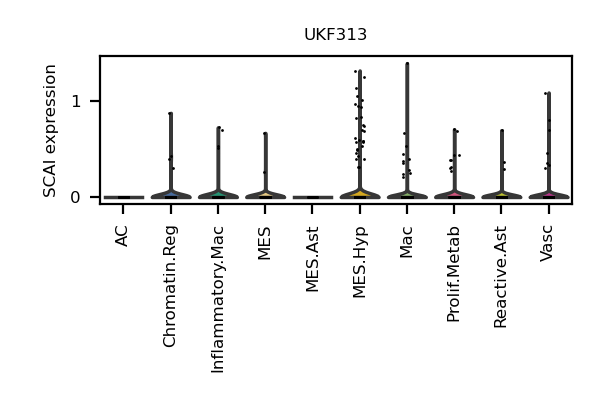 UKF313
SCAI expression
1
0
AC
Chromatin.Reg
Inflammatory.Mac
MES
MES.Ast
MES.Hyp
Mac
Prolif.Metab
Reactive.Ast
Vasc